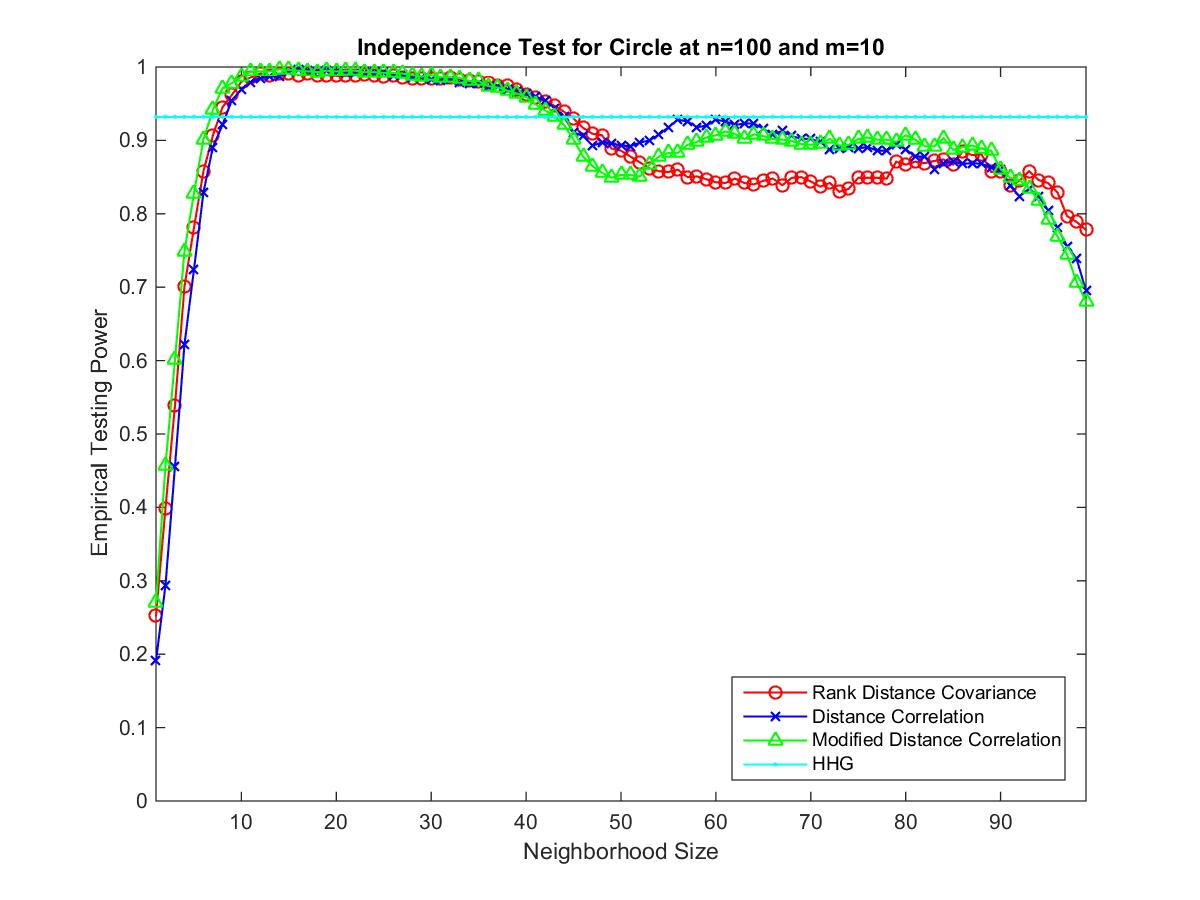 Independence Test for Circle at n=100 and m=10
1
0.9
0.8
0.7
0.6
0.5
0.4
0.3
0.2
0.1
0
Empirical Testing Power
10 20 30 40 50 60 70 80 90
Neighborhood Size
Rank Distance Covariance
Distance Correlation
Modified Distance Correlation
HHG